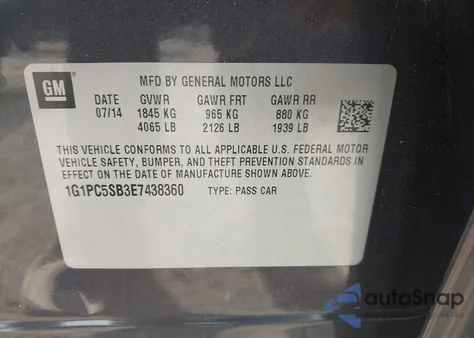 GM
MFD BY GENERAL MOTORS LLC
DATE GVWR GAWR FRT GAWR RR
07/14 1845 KG 965 KG 880 KG
4065 LB 2126 LB 1939 LB
THIS VEHICLE CONFORMS TO ALL APPLICABLE U.S. FEDERAL MOTOR
VEHICLE SAFETY, BUMPER, AND THEFT PREVENTION STANDARDS IN
EFFECT ON THE DATE OF MANUFACTURE SHOWN ABOVE.
1G1PC5SB3E7438360 TYPE: PASS CAR
autoSnap